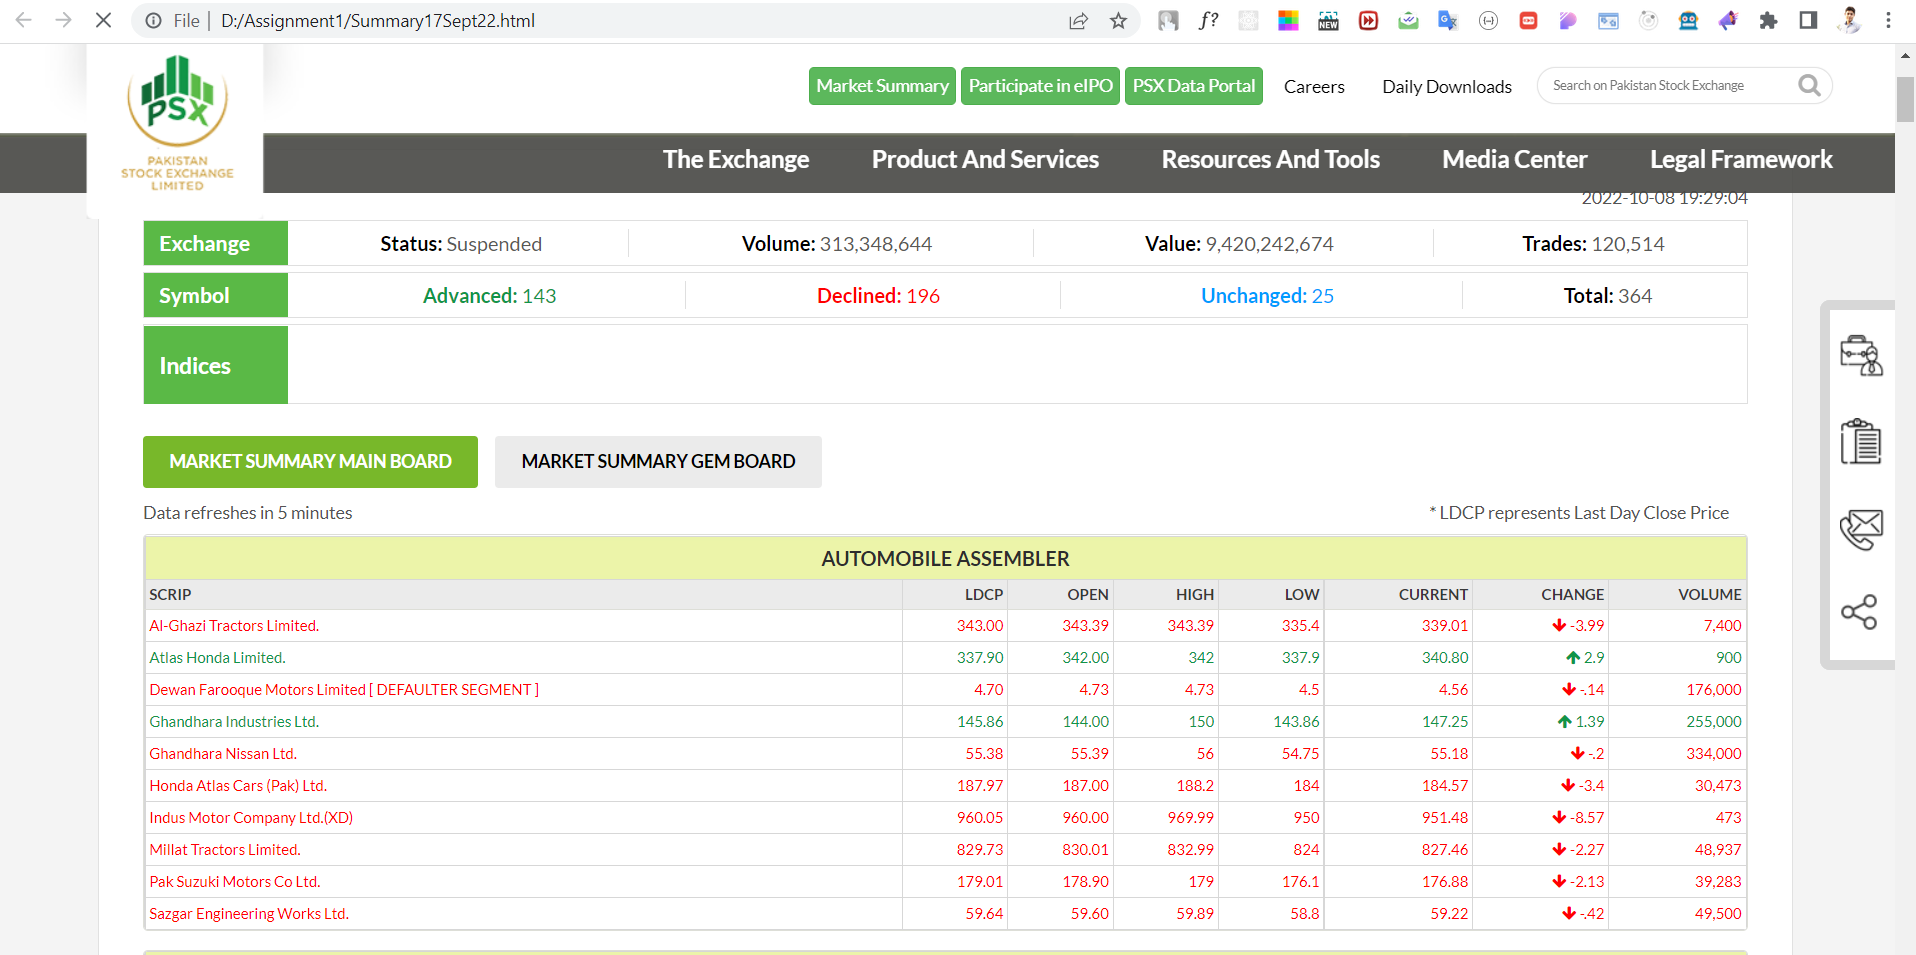 File | D:/Assignment1/Summary17Sept22.html
f?
NEW
PSX
PAKISTAN
STOCK EXCHANGE
LIMITED
Market Summary Participate in eIPO PSX Data Portal Careers Daily Downloads Search on Pakistan Stock Exchange
The Exchange Product And Services Resources And Tools Media Center Legal Framework
2022-10-08 19:29:04
Exchange Status: Suspended Volume: 313,348,644 Value: 9,420,242,674 Trades: 120,514
Symbol Advanced: 143 Declined: 196 Unchanged: 25 Total: 364
Indices
MARKET SUMMARY MAIN BOARD MARKET SUMMARY GEM BOARD
Data refreshes in 5 minutes * LDCP represents Last Day Close Price
AUTOMOBILE ASSEMBLER
SCRIP LDCP OPEN HIGH LOW CURRENT CHANGE VOLUME
Al-Ghazi Tractors Limited. 343.00 343.39 343.39 335.4 339.01 -3.99 7,400
Atlas Honda Limited. 337.90 342.00 342 337.9 340.80 2.9 900
Dewan Farooque Motors Limited [ DEFAULTER SEGMENT ] 4.70 4.73 4.73 4.5 4.56 -.14 176,000
Ghandhara Industries Ltd. 145.86 144.00 150 143.86 147.25 1.39 255,000
Ghandhara Nissan Ltd. 55.38 55.39 56 54.75 55.18 -.2 334,000
Honda Atlas Cars (Pak) Ltd. 187.97 187.00 188.2 184 184.57 -3.4 30,473
Indus Motor Company Ltd.(XD) 960.05 960.00 969.99 950 951.48 -8.57 473
Millat Tractors Limited. 829.73 830.01 832.99 824 827.46 -2.27 48,937
Pak Suzuki Motors Co Ltd. 179.01 178.90 179 176.1 176.88 -2.13 39,283
Sazgar Engineering Works Ltd. 59.64 59.60 59.89 58.8 59.22 -.42 49,500